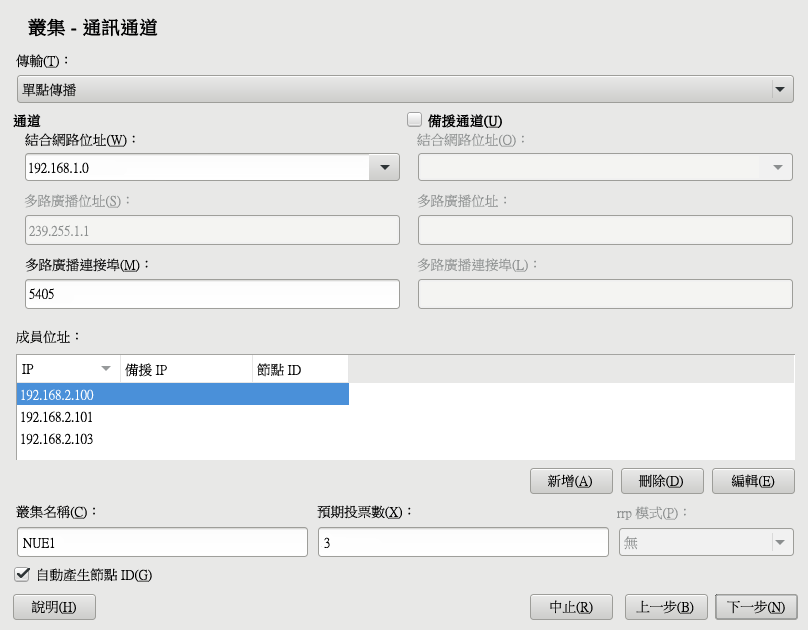 叢集 - 通訊通道
傳輸(T)：
單點傳播
通道
備援通道(U)
結合網路位址(W)：
結合網路位址(O)：
192.168.1.0
多路廣播位址(S)：
多路廣播位址：
239.255.1.1
多路廣播連接埠(M)：
多路廣播連接埠(L)：
5405
成員位址：
IP 備援 IP 節點 ID
192.168.2.100
192.168.2.101
192.168.2.103
新增(A) 刪除(D) 編輯(E)
叢集名稱(C)： 預期投票數(X)： rrp 模式(P)：
NUE1 3 無
自動產生節點 ID(G)
說明(H) 中止(R) 上一步(B) 下一步(N)